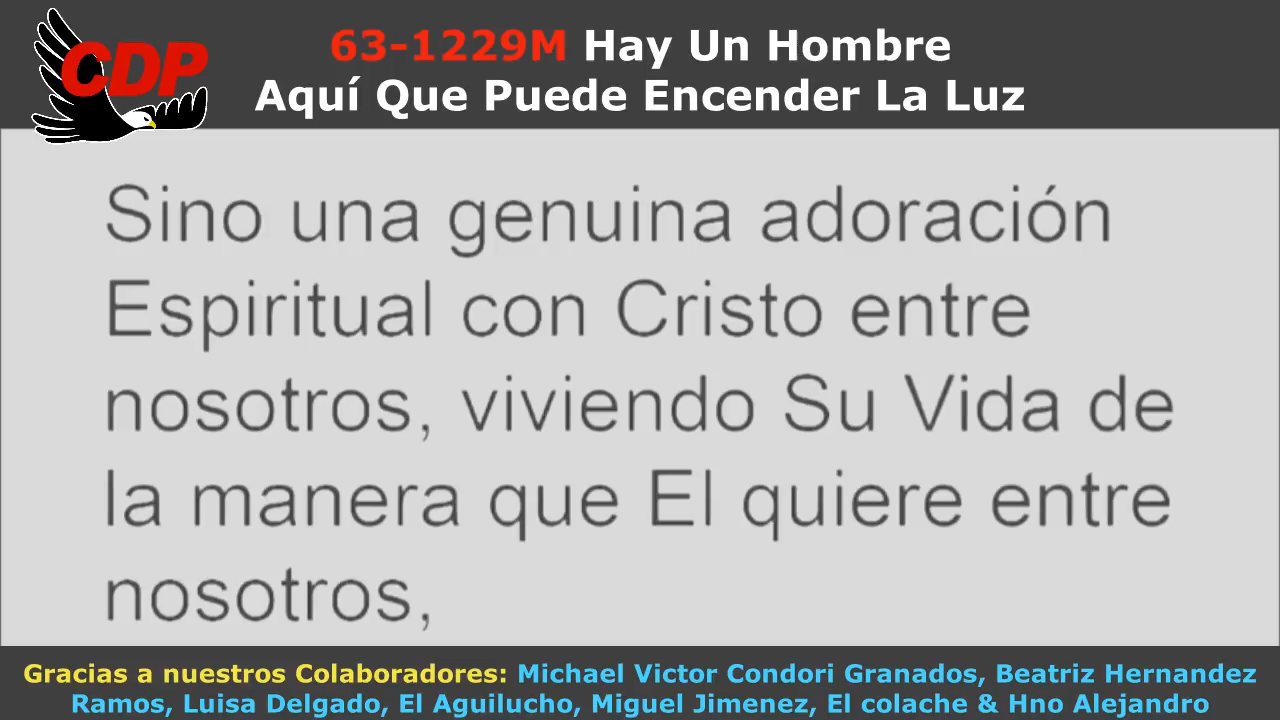 CDP
63-1229M Hay Un Hombre
Aquí Que Puede Encender La Luz
Sino una genuina adoración
Espiritual con Cristo entre
nosotros, viviendo Su Vida de
la manera que El quiere entre
nosotros,
Gracias a nuestros Colaboradores: Michael Victor Condori Granados, Beatriz Hernandez
Ramos, Luisa Delgado, El Aguilucho, Miguel Jimenez, El colache & Hno Alejandro